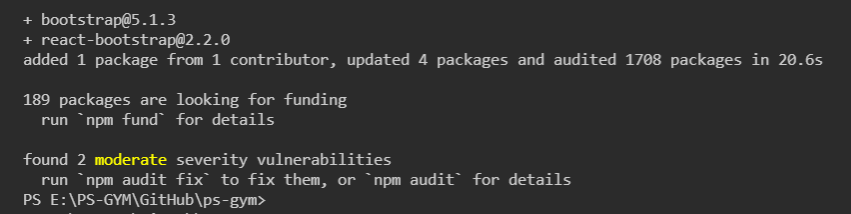 + bootstrap@5.1.3
+ react-bootstrap@2.2.0
added 1 package from 1 contributor, updated 4 packages and audited 1708 packages in 20.6s
189 packages are looking for funding
run `npm fund` for details
found 2 moderate severity vulnerabilities
run `npm audit fix` to fix them, or `npm audit` for details
PS E:\PS-GYM\GitHub\ps-gym>